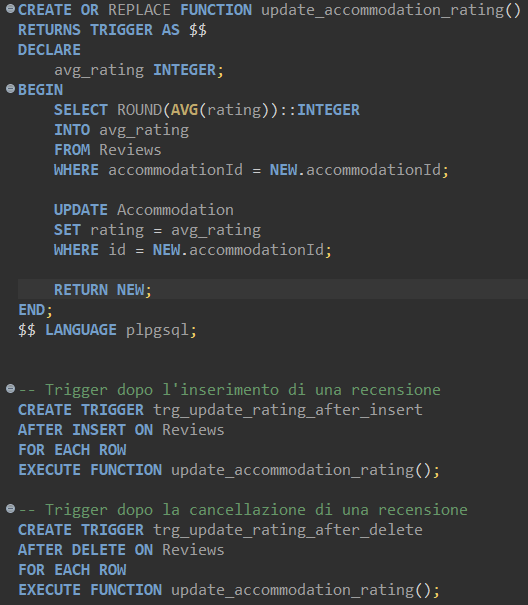 CREATE OR REPLACE FUNCTION update_accommodation_rating()
RETURNS TRIGGER AS $$
DECLARE
    avg_rating INTEGER;
BEGIN
    SELECT ROUND(AVG(rating))::INTEGER
    INTO avg_rating
    FROM Reviews
    WHERE accommodationId = NEW.accommodationId;

    UPDATE Accommodation
    SET rating = avg_rating
    WHERE id = NEW.accommodationId;

    RETURN NEW;
END;
$$ LANGUAGE plpgsql;


-- Trigger dopo l'inserimento di una recensione
CREATE TRIGGER trg_update_rating_after_insert
AFTER INSERT ON Reviews
FOR EACH ROW
EXECUTE FUNCTION update_accommodation_rating();

-- Trigger dopo la cancellazione di una recensione
CREATE TRIGGER trg_update_rating_after_delete
AFTER DELETE ON Reviews
FOR EACH ROW
EXECUTE FUNCTION update_accommodation_rating();